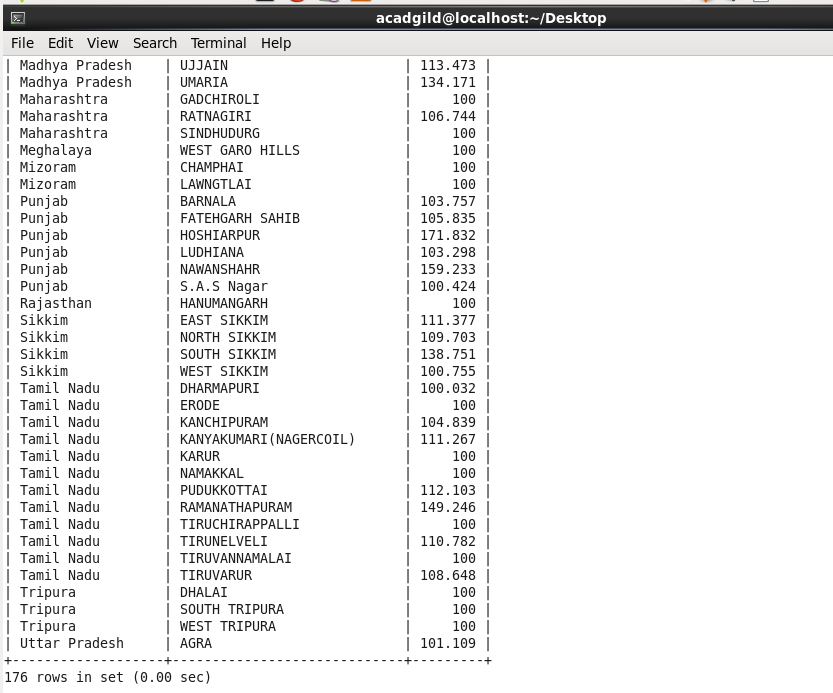 acadgild@localhost:~/Desktop
File Edit View Search Terminal Help
| Madhya Pradesh    | UJJAIN                      | 113.473 |
| Madhya Pradesh    | UMARIA                      | 134.171 |
| Maharashtra       | GADCHIROLI                  |     100 |
| Maharashtra       | RATNAGIRI                   | 106.744 |
| Maharashtra       | SINDHUDURG                  |     100 |
| Meghalaya         | WEST GARO HILLS             |     100 |
| Mizoram           | CHAMPHAI                    |     100 |
| Mizoram           | LAWNGTLAI                   |     100 |
| Punjab            | BARNALA                     | 103.757 |
| Punjab            | FATEHGARH SAHIB             | 105.835 |
| Punjab            | HOSHIARPUR                  | 171.832 |
| Punjab            | LUDHIANA                    | 103.298 |
| Punjab            | NAWANSHAHR                  | 159.233 |
| Punjab            | S.A.S Nagar                 | 100.424 |
| Rajasthan         | HANUMANGARH                 |     100 |
| Sikkim            | EAST SIKKIM                 | 111.377 |
| Sikkim            | NORTH SIKKIM                | 109.703 |
| Sikkim            | SOUTH SIKKIM                | 138.751 |
| Sikkim            | WEST SIKKIM                 | 100.755 |
| Tamil Nadu        | DHARMAPURI                  | 100.032 |
| Tamil Nadu        | ERODE                       |     100 |
| Tamil Nadu        | KANCHIPURAM                 | 104.839 |
| Tamil Nadu        | KANYAKUMARI(NAGERCOIL)      | 111.267 |
| Tamil Nadu        | KARUR                       |     100 |
| Tamil Nadu        | NAMAKKAL                    |     100 |
| Tamil Nadu        | PUDUKKOTTAI                 | 112.103 |
| Tamil Nadu        | RAMANATHAPURAM              | 149.246 |
| Tamil Nadu        | TIRUCHIRAPPALLI             |     100 |
| Tamil Nadu        | TIRUNELVELI                 | 110.782 |
| Tamil Nadu        | TIRUVANNAMALAI              |     100 |
| Tamil Nadu        | TIRUVARUR                   | 108.648 |
| Tripura           | DHALAI                      |     100 |
| Tripura           | SOUTH TRIPURA               |     100 |
| Tripura           | WEST TRIPURA                |     100 |
| Uttar Pradesh     | AGRA                        | 101.109 |
+-------------------+-----------------------------+---------+
176 rows in set (0.00 sec)